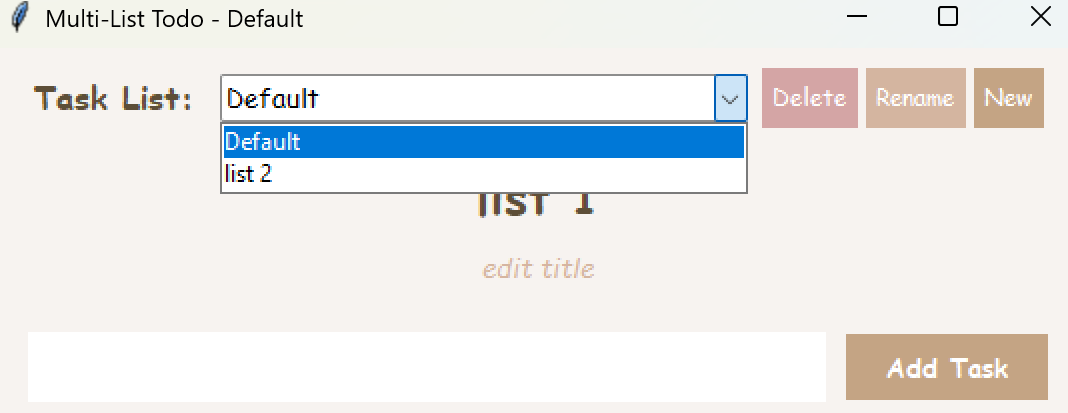 Multi-List Todo - Default
Task List: Default Delete Rename New
Default
list 2
list 1
edit title
Add Task